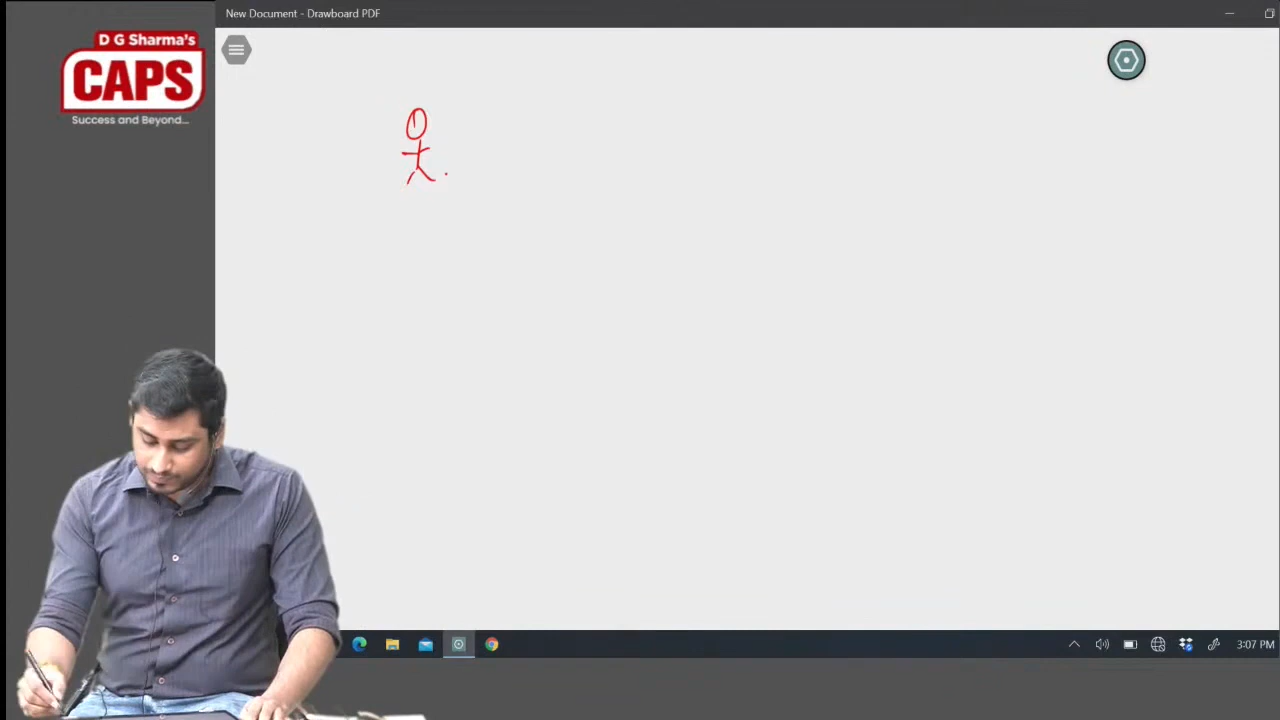 New Document - Drawboard PDF
D G Sharma's
CAPS
Success and Beyond...
3:07 PM